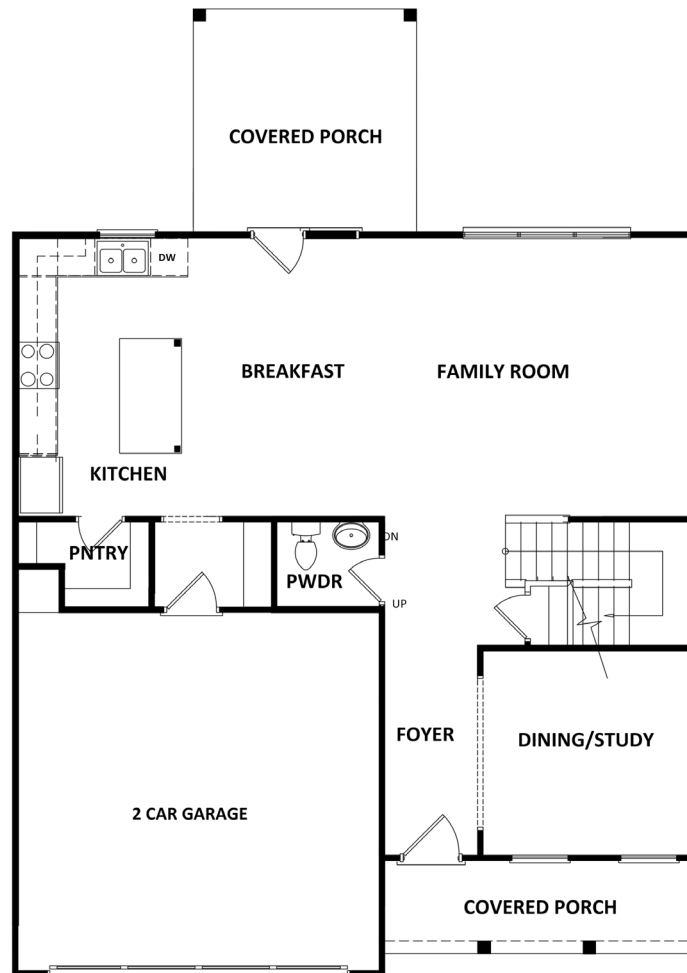 COVERED PORCH
DW
BREAKFAST
FAMILY ROOM
KITCHEN
DN
PNTRY
PWDR
UP
FOYER
DINING/STUDY
2 CAR GARAGE
COVERED PORCH